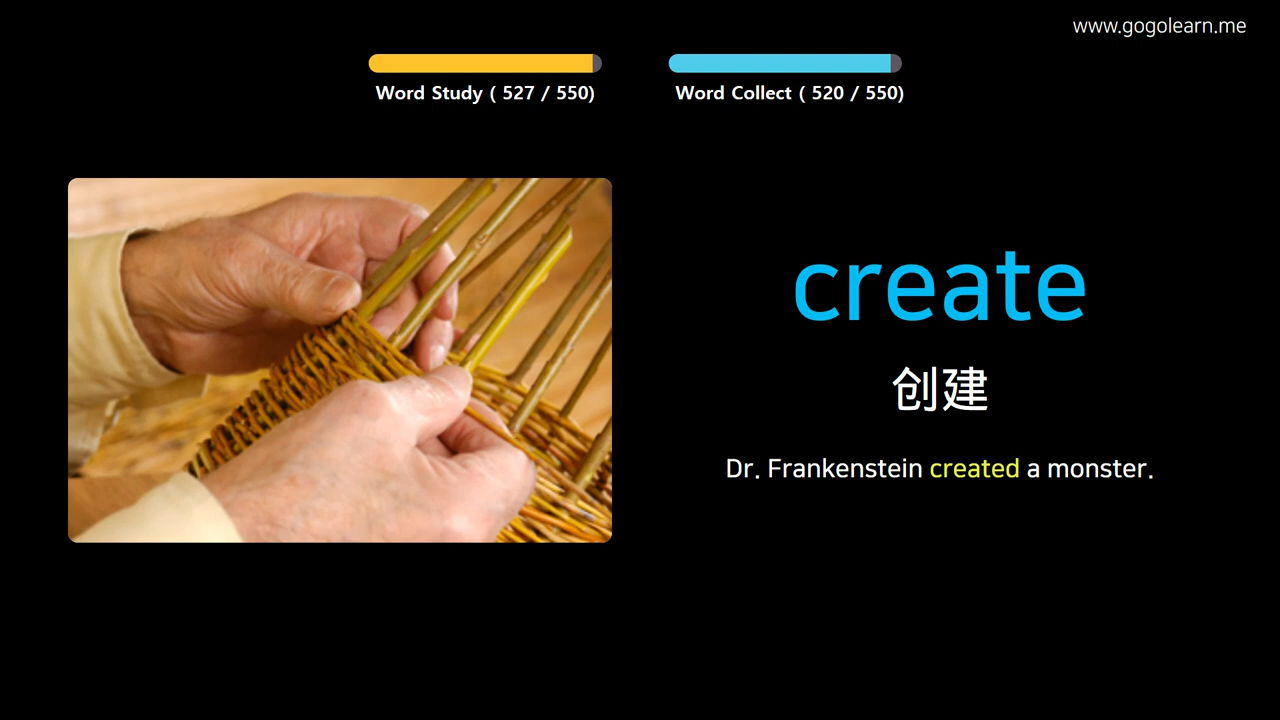 www.gogolearn.me
Word Study ( 527 / 550)
Word Collect ( 520 / 550)
create
创建
Dr. Frankenstein created a monster.